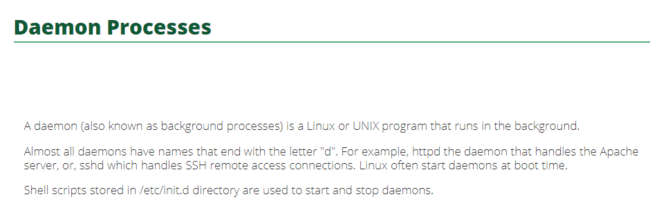 Daemon Processes
A daemon (also known as background processes) is a Linux or UNIX program that runs in the background.
Almost all daemons have names that end with the letter "d". For example, httpd the daemon that handles the Apache
server, or, sshd which handles SSH remote access connections. Linux often start daemons at boot time.
Shell scripts stored in /etc/init.d directory are used to start and stop daemons.